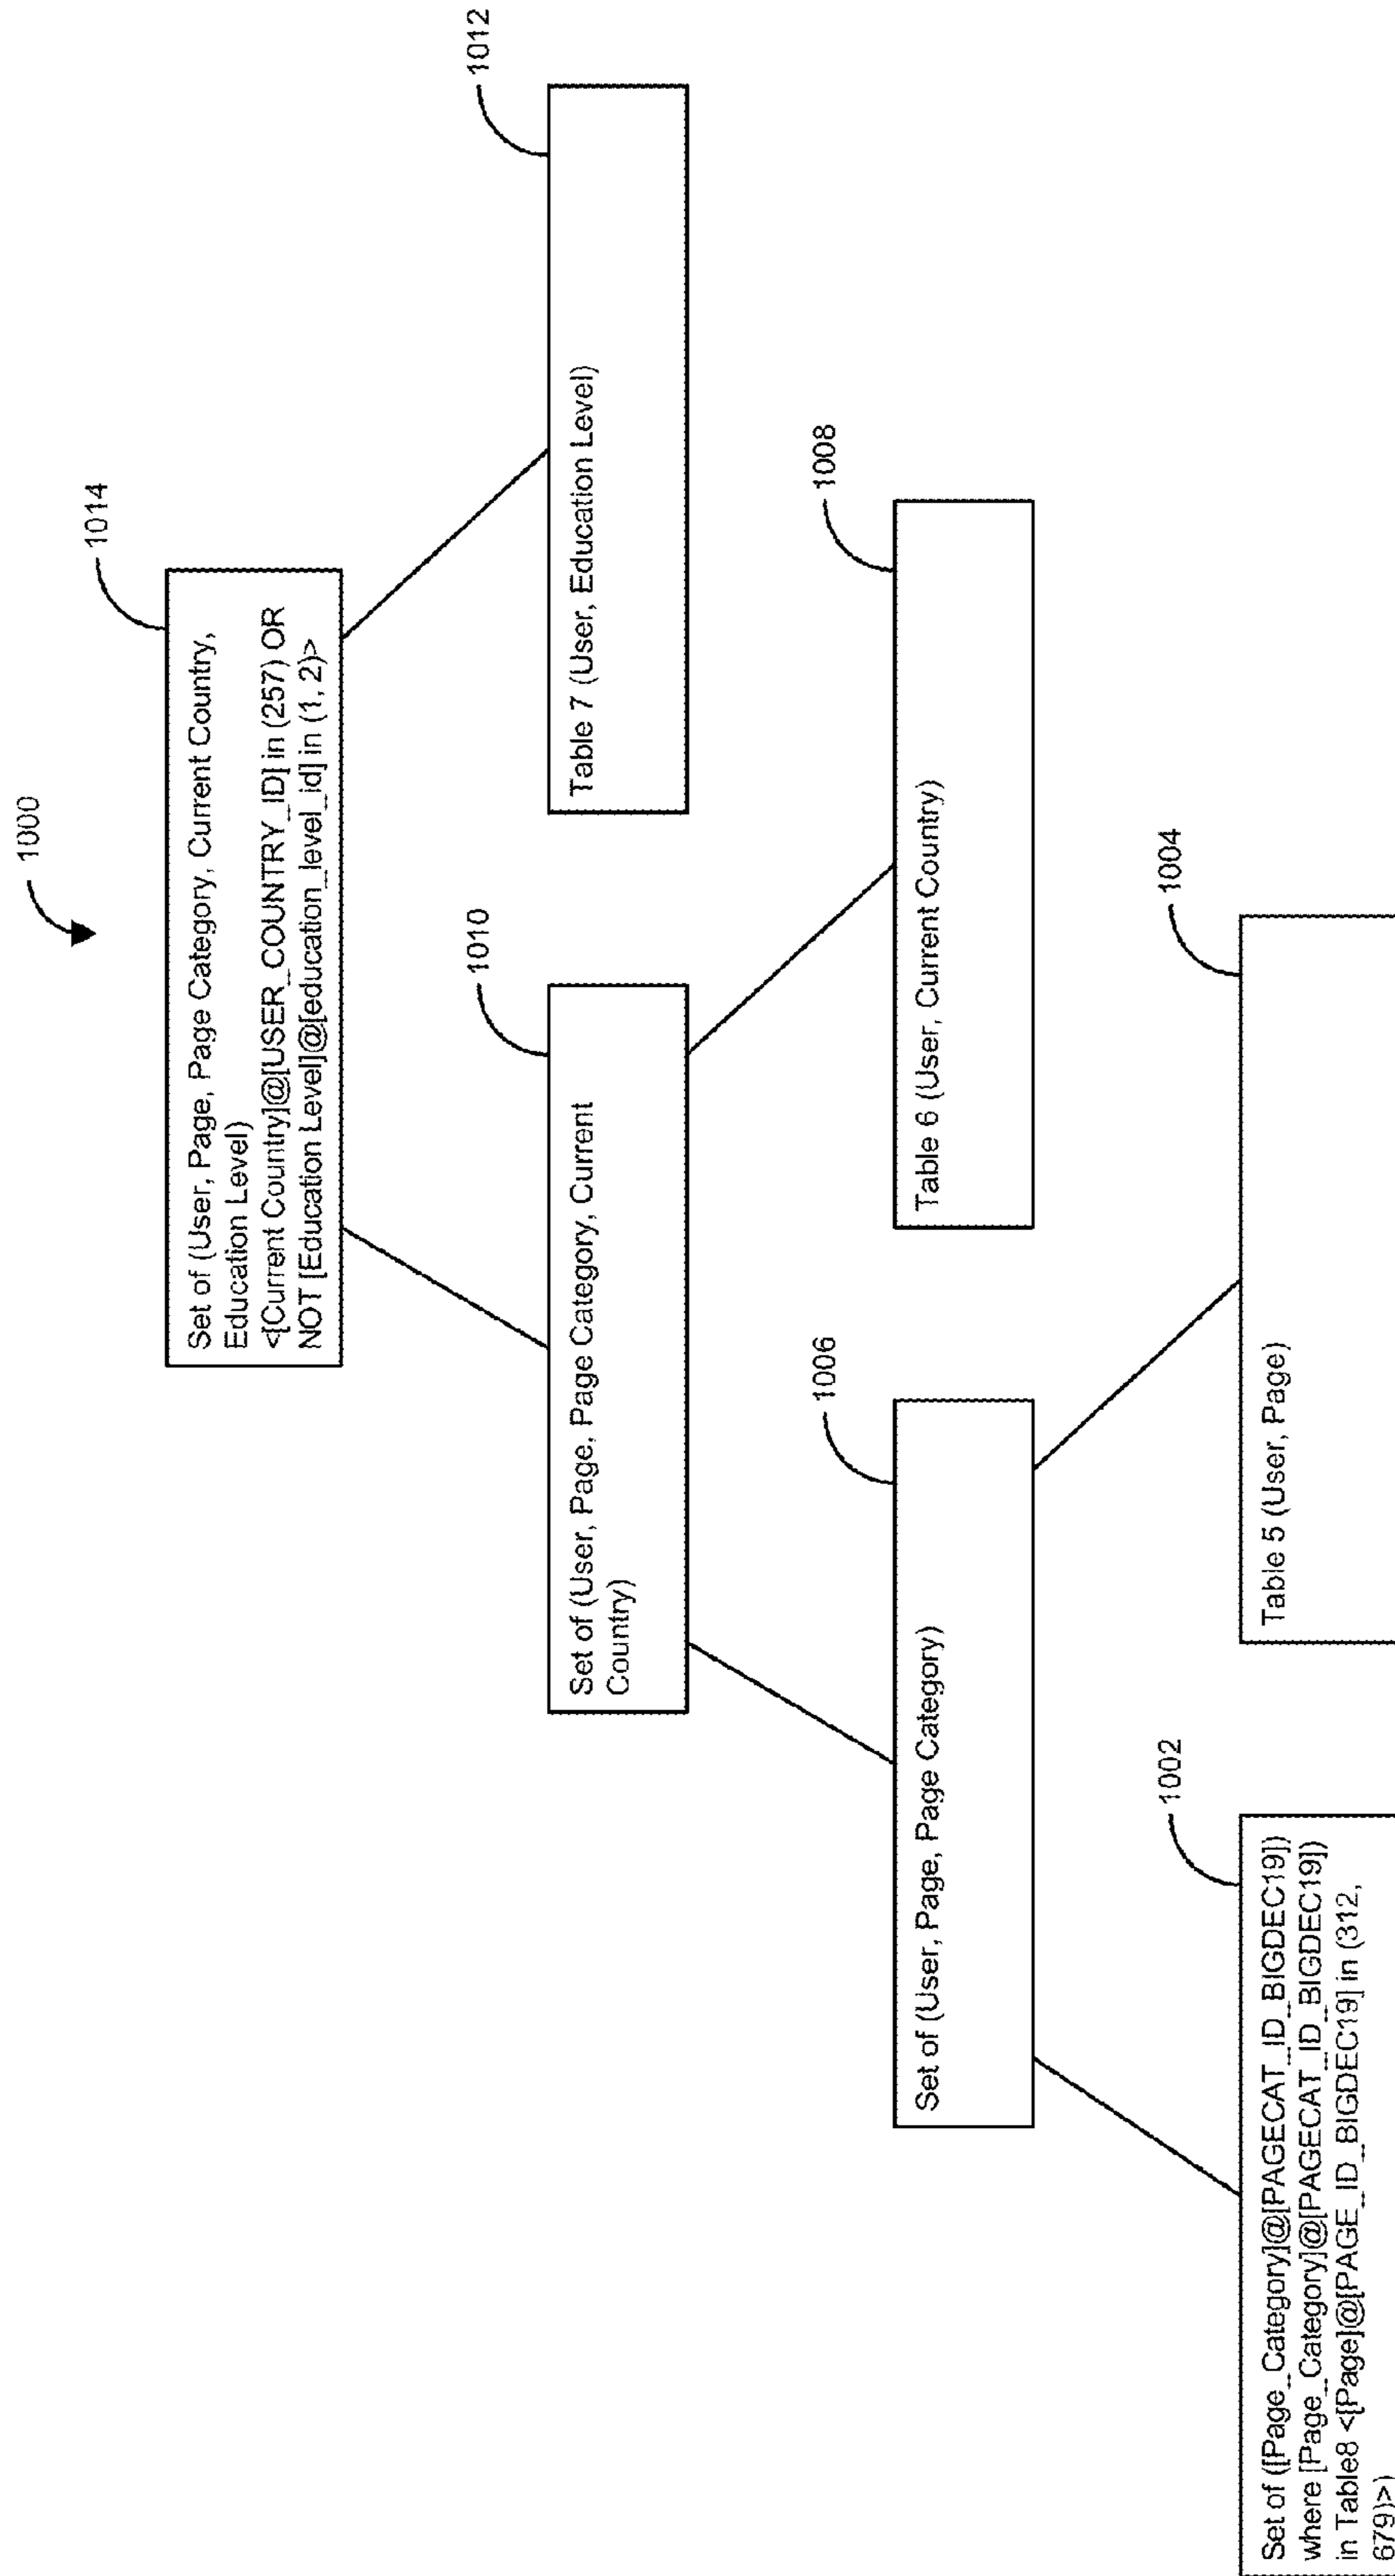 1000
1014
Set of (User, Page, Page Category, Current Country,
Education Level)
<[Current Country]@[USER_COUNTRY_ID] in (257) OR
NOT [Education Level]@[education_level_id] in (1, 2)>
1010
Set of (User, Page, Page Category, Current
Country)
1012
Table 7 (User, Education Level)
1006
Set of (User, Page, Page Category)
1008
Table 6 (User, Current Country)
1002
Set of ([Page_Category]@[PAGECAT_ID_BIGDEC19])
where [Page_Category]@[PAGECAT_ID_BIGDEC19])
in Table8 <[Page]@[PAGE_ID_BIGDEC19] in (312,
679)>)
1004
Table 5 (User, Page)